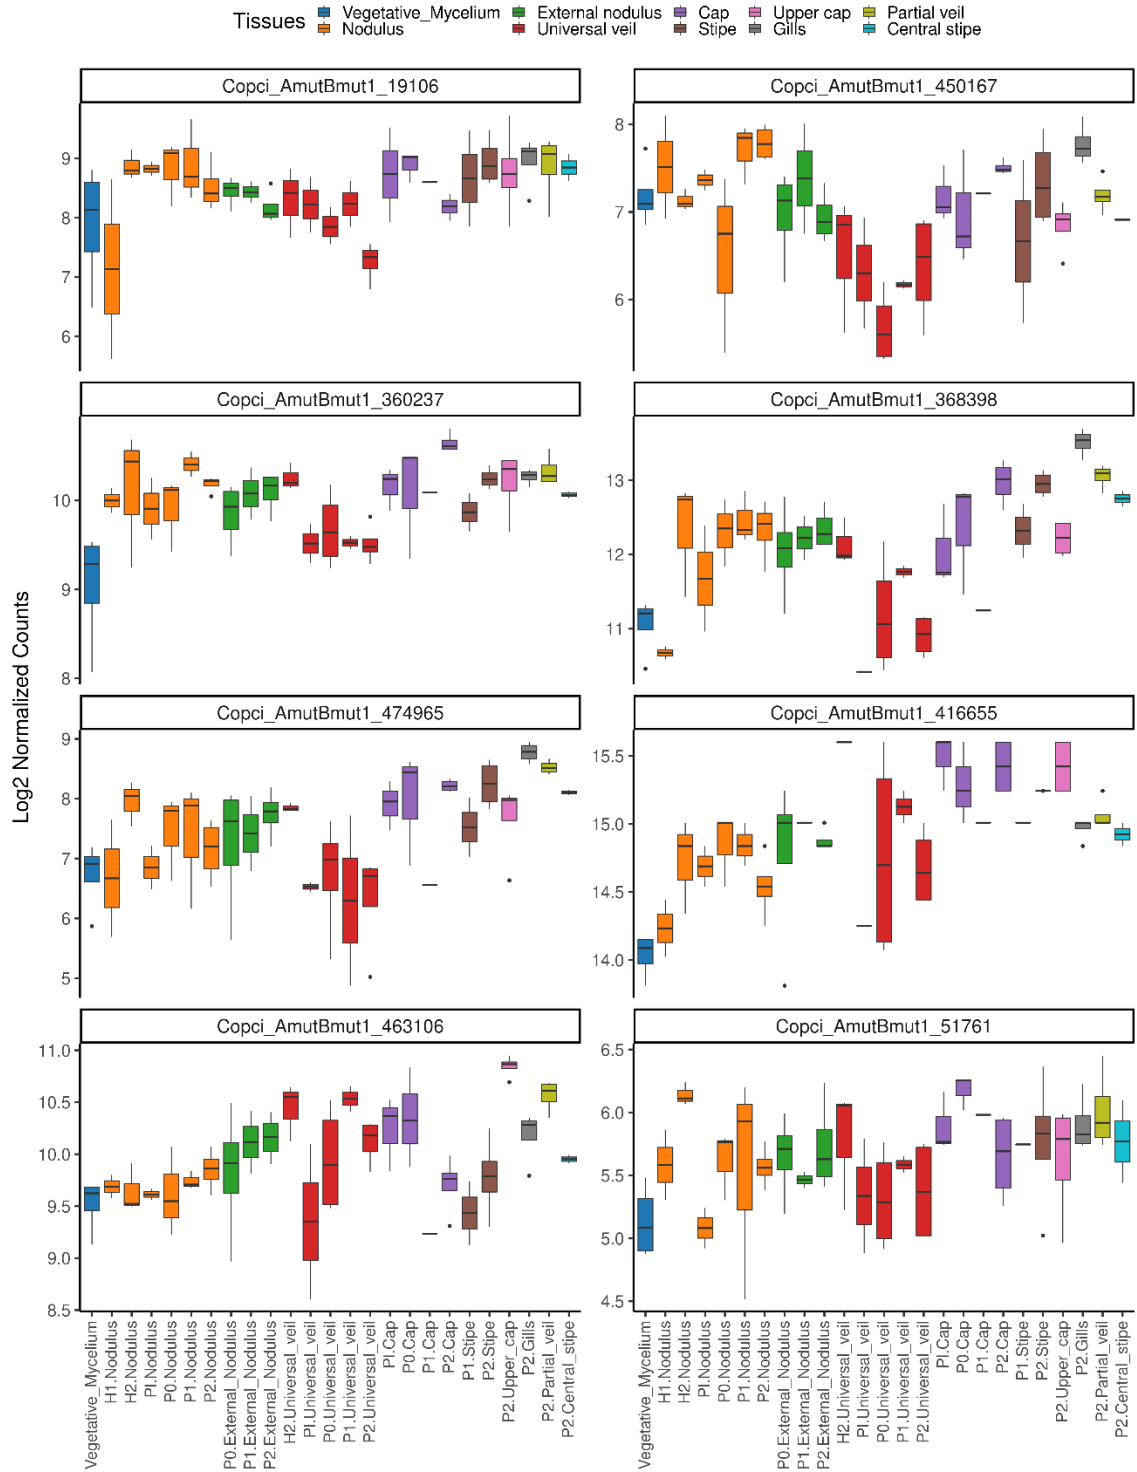 Tissues
Vegetative_Mycelium External nodulus Cap Upper cap Partial veil
Nodulus Universal veil Stipe Gills Central stipe
Copci_AmutBmut1_19106 Copci_AmutBmut1_450167
9 8 7 6
8 7 6
Copci_AmutBmut1_360237 Copci_AmutBmut1_368398
10 9 8
13 12 11
Log2 Normalized Counts
Copci_AmutBmut1_474965 Copci_AmutBmut1_416655
9 8 7 6 5
15.5 15.0 14.5 14.0
Copci_AmutBmut1_463106 Copci_AmutBmut1_51761
11.0 10.5 10.0 9.5 9.0 8.5
6.5 6.0 5.5 5.0 4.5
Vegetative_Mycelium
H1.Nodulus
H2.Nodulus
PI.Nodulus
P0.Nodulus
P1.Nodulus
P2.Nodulus
P0.External_Nodulus
P1.External_Nodulus
P2.External_Nodulus
H2.Universal_veil
PI.Universal_veil
P0.Universal_veil
P1.Universal_veil
P2.Universal_veil
PI.Cap
P0.Cap
P1.Cap
P2.Cap
P1.Stipe
P2.Stipe
P2.Upper_cap
P2.Gills
P2.Partial_veil
P2.Central_stipe
Vegetative_Mycelium
H1.Nodulus
H2.Nodulus
PI.Nodulus
P0.Nodulus
P1.Nodulus
P2.Nodulus
P0.External_Nodulus
P1.External_Nodulus
P2.External_Nodulus
H2.Universal_veil
PI.Universal_veil
P0.Universal_veil
P1.Universal_veil
P2.Universal_veil
PI.Cap
P0.Cap
P1.Cap
P2.Cap
P1.Stipe
P2.Stipe
P2.Upper_cap
P2.Gills
P2.Partial_veil
P2.Central_stipe